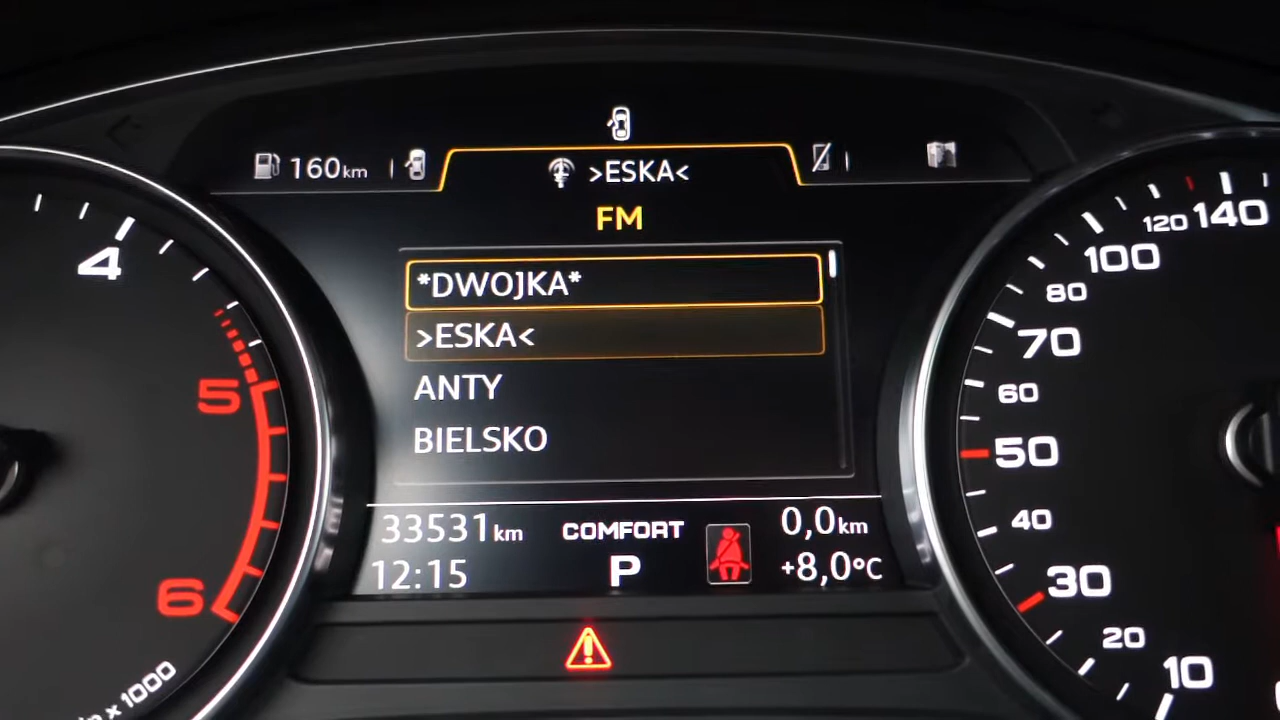 160km
>ESKA<
FM
*DWOJKA*
>ESKA<
ANTY
BIELSKO
33531km
COMFORT
0,0km
12:15
P
+8,0°C
4
5
6
x 1000
140
120
100
80
70
60
50
40
30
20
10